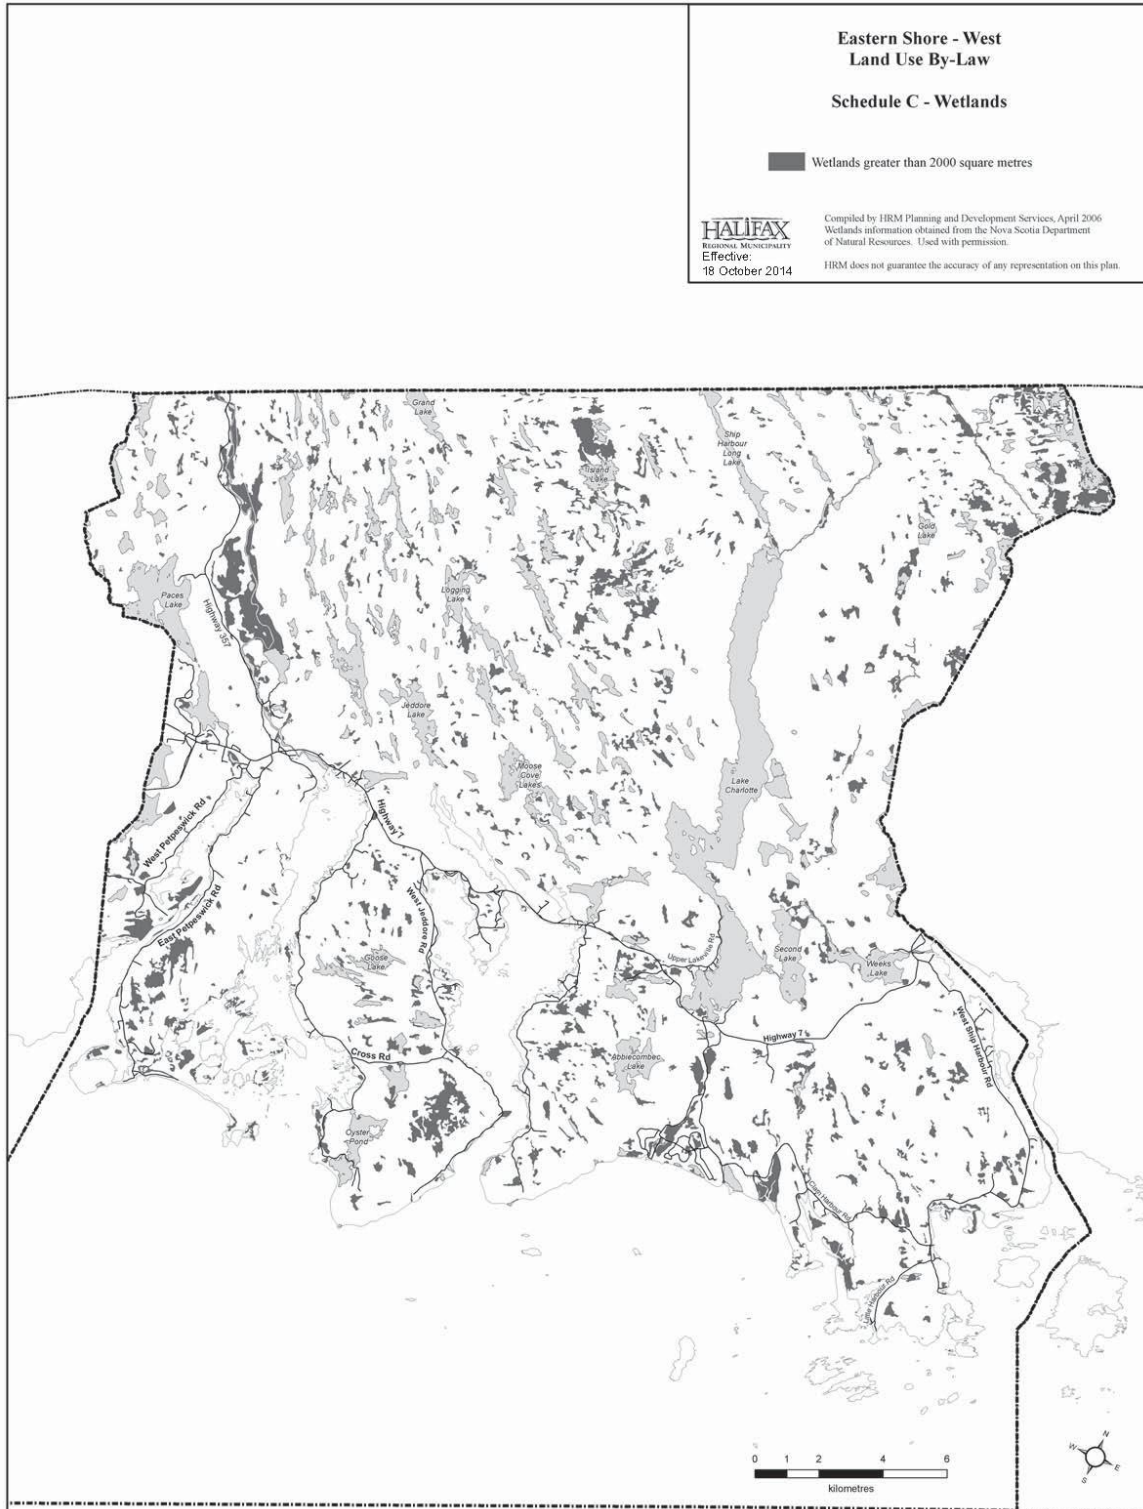 Eastern Shore - West
Land Use By-Law
Schedule C - Wetlands
Wetlands greater than 2000 square metres
HALIFAX
REGIONAL MUNICIPALITY
Effective:
18 October 2014
Compiled by HRM Planning and Development Services, April 2006
Wetlands information obtained from the Nova Scotia Department
of Natural Resources. Used with permission.
HRM does not guarantee the accuracy of any representation on this plan.
Grand
Lake
Ship
Harbour
Long
Lake
Island
Lake
Gold
Lake
Paces
Lake
Highway 357
Logging
Lake
Jeddore
Lake
Moose
Cove
Lakes
Lake
Charlotte
West Petpeswick Rd
Highway 7
East Petpeswick Rd
West Jeddore Rd
Goose
Lake
Upper Lakeville Rd
Second
Lake
Weeks
Lake
Highway 7
West Ship Harbour Rd
Cross Rd
Abbiecombec
Lake
Oyster
Pond
Clam Harbour Rd
Little Harbour Rd
N
W
E
S
0 1 2 4 6
kilometres